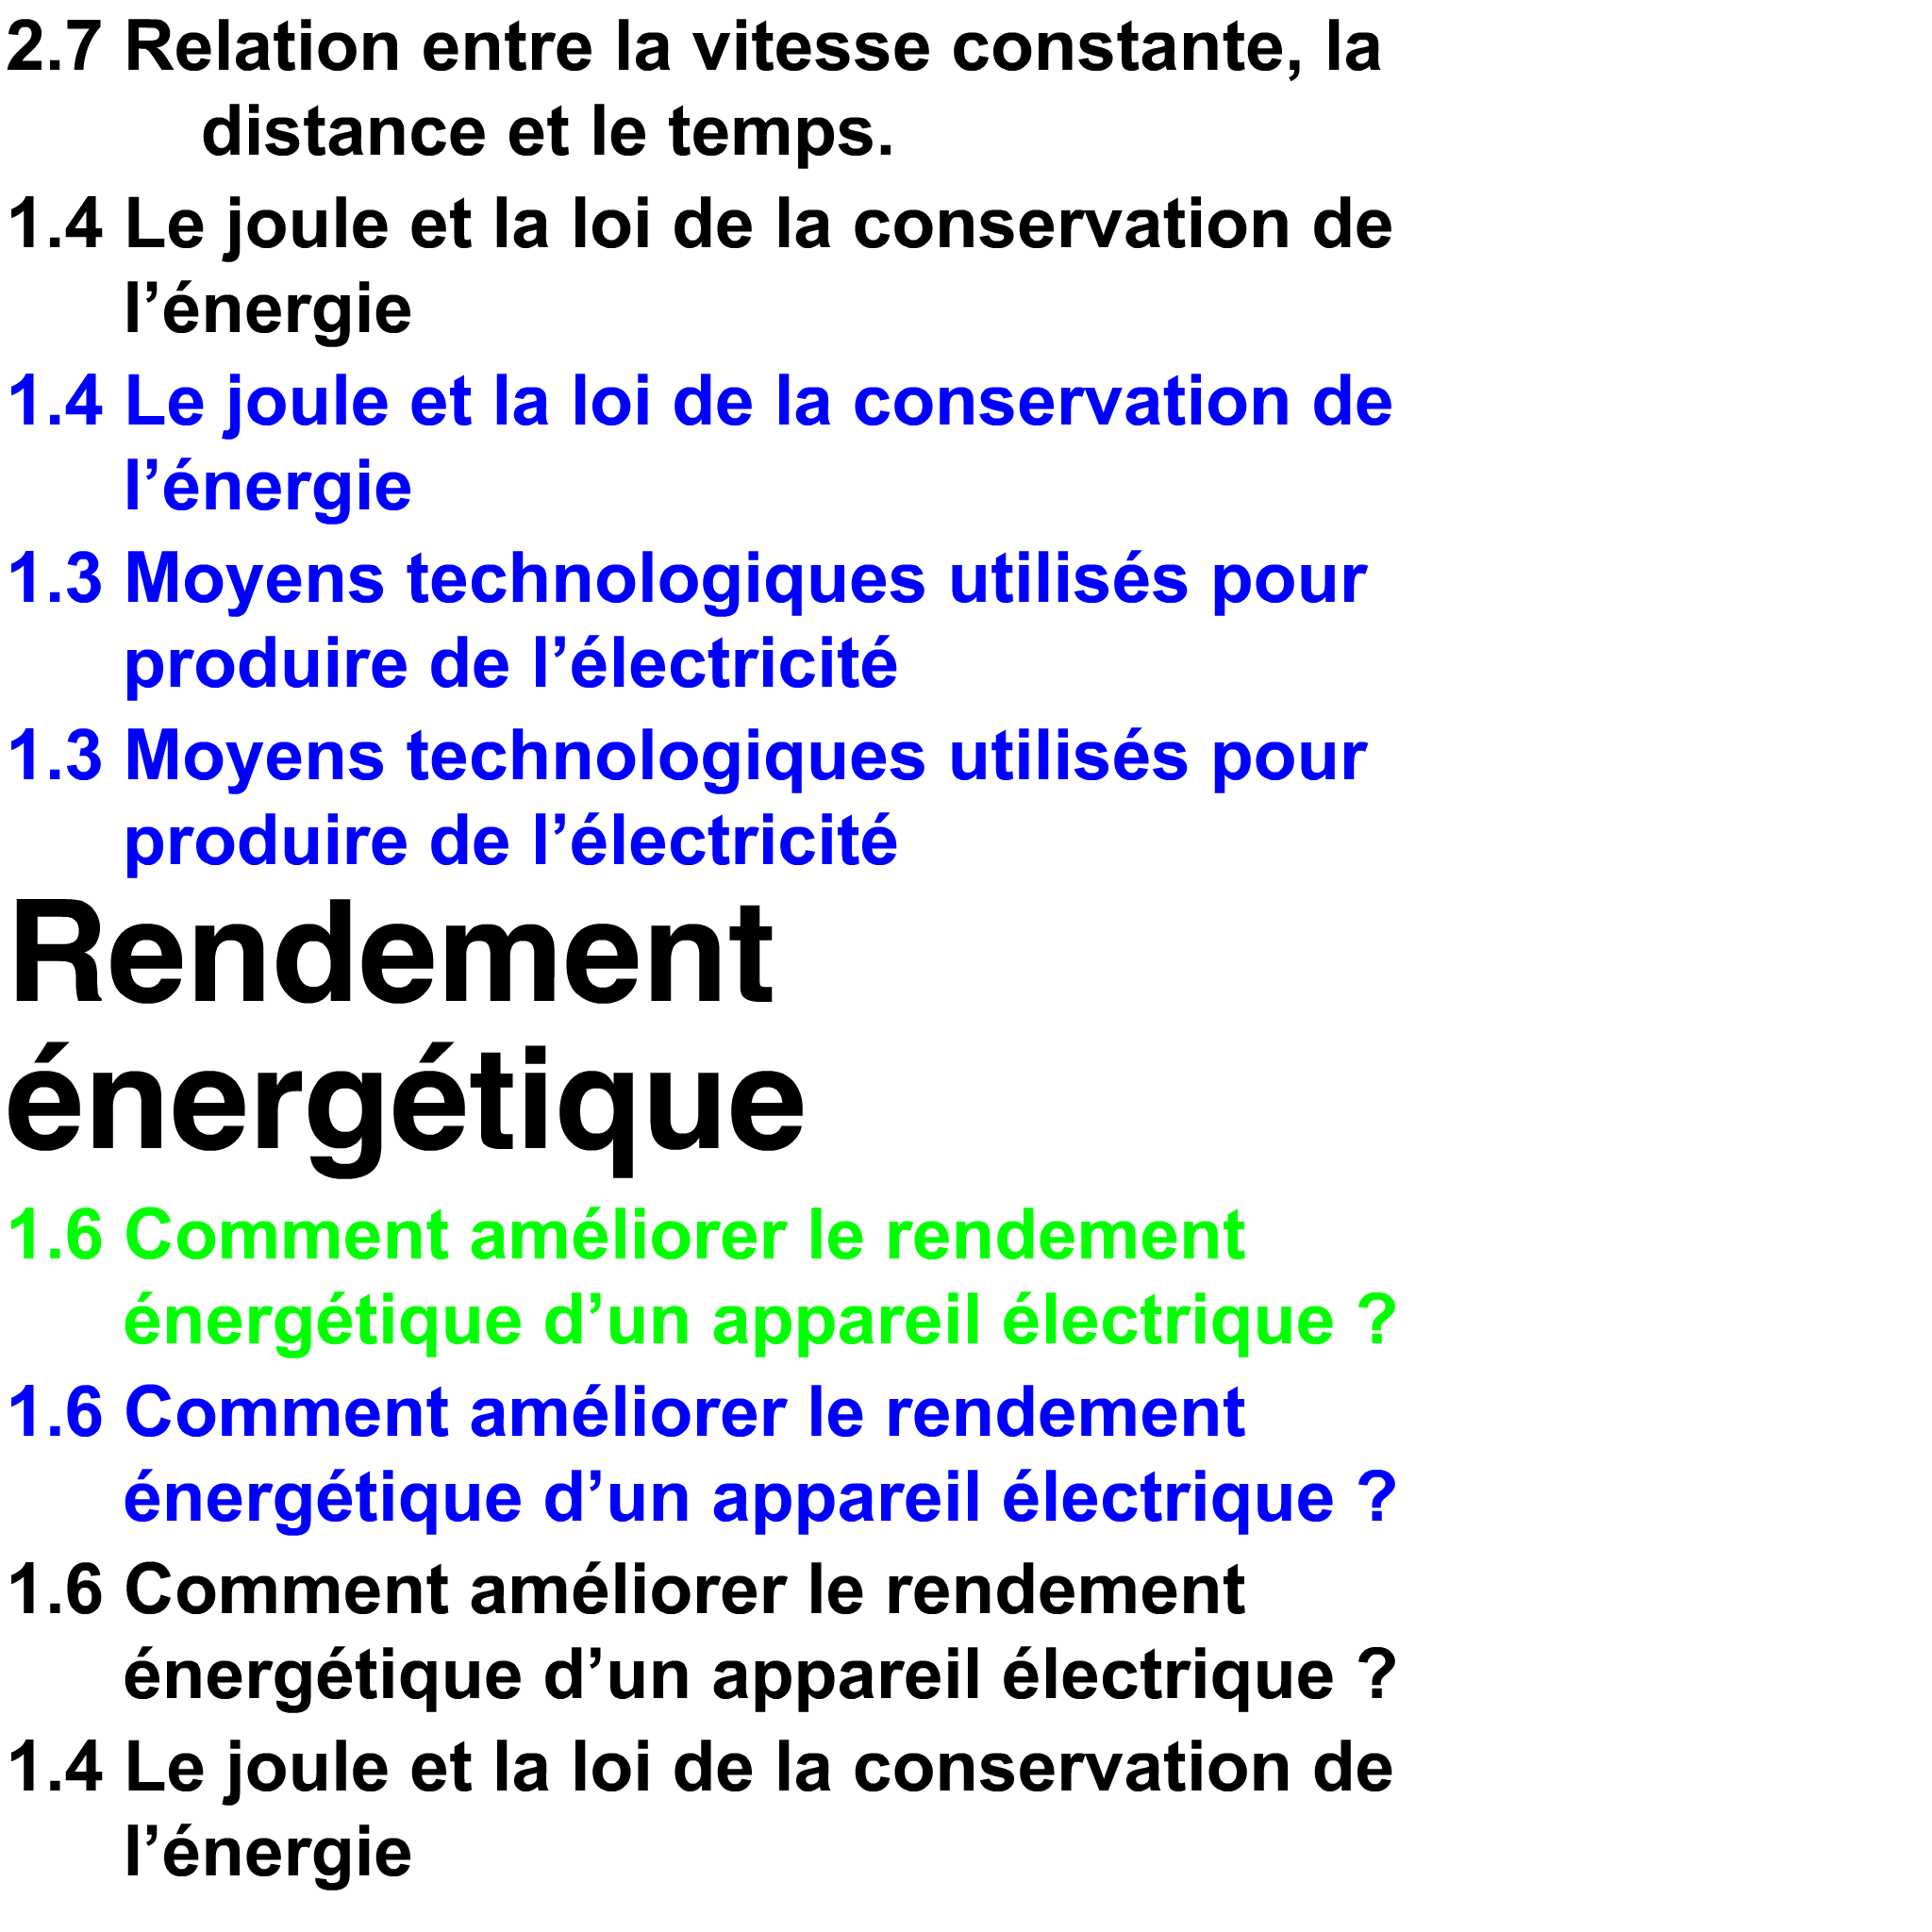 2.7 Relation entre la vitesse constante, la
distance et le temps.
1.4 Le joule et la loi de la conservation de
l’énergie
1.4 Le joule et la loi de la conservation de
l’énergie
1.3 Moyens technologiques utilisés pour
produire de l’électricité
1.3 Moyens technologiques utilisés pour
produire de l’électricité
Rendement
énergétique
1.6 Comment améliorer le rendement
énergétique d’un appareil électrique ?
1.6 Comment améliorer le rendement
énergétique d’un appareil électrique ?
1.6 Comment améliorer le rendement
énergétique d’un appareil électrique ?
1.4 Le joule et la loi de la conservation de
l’énergie